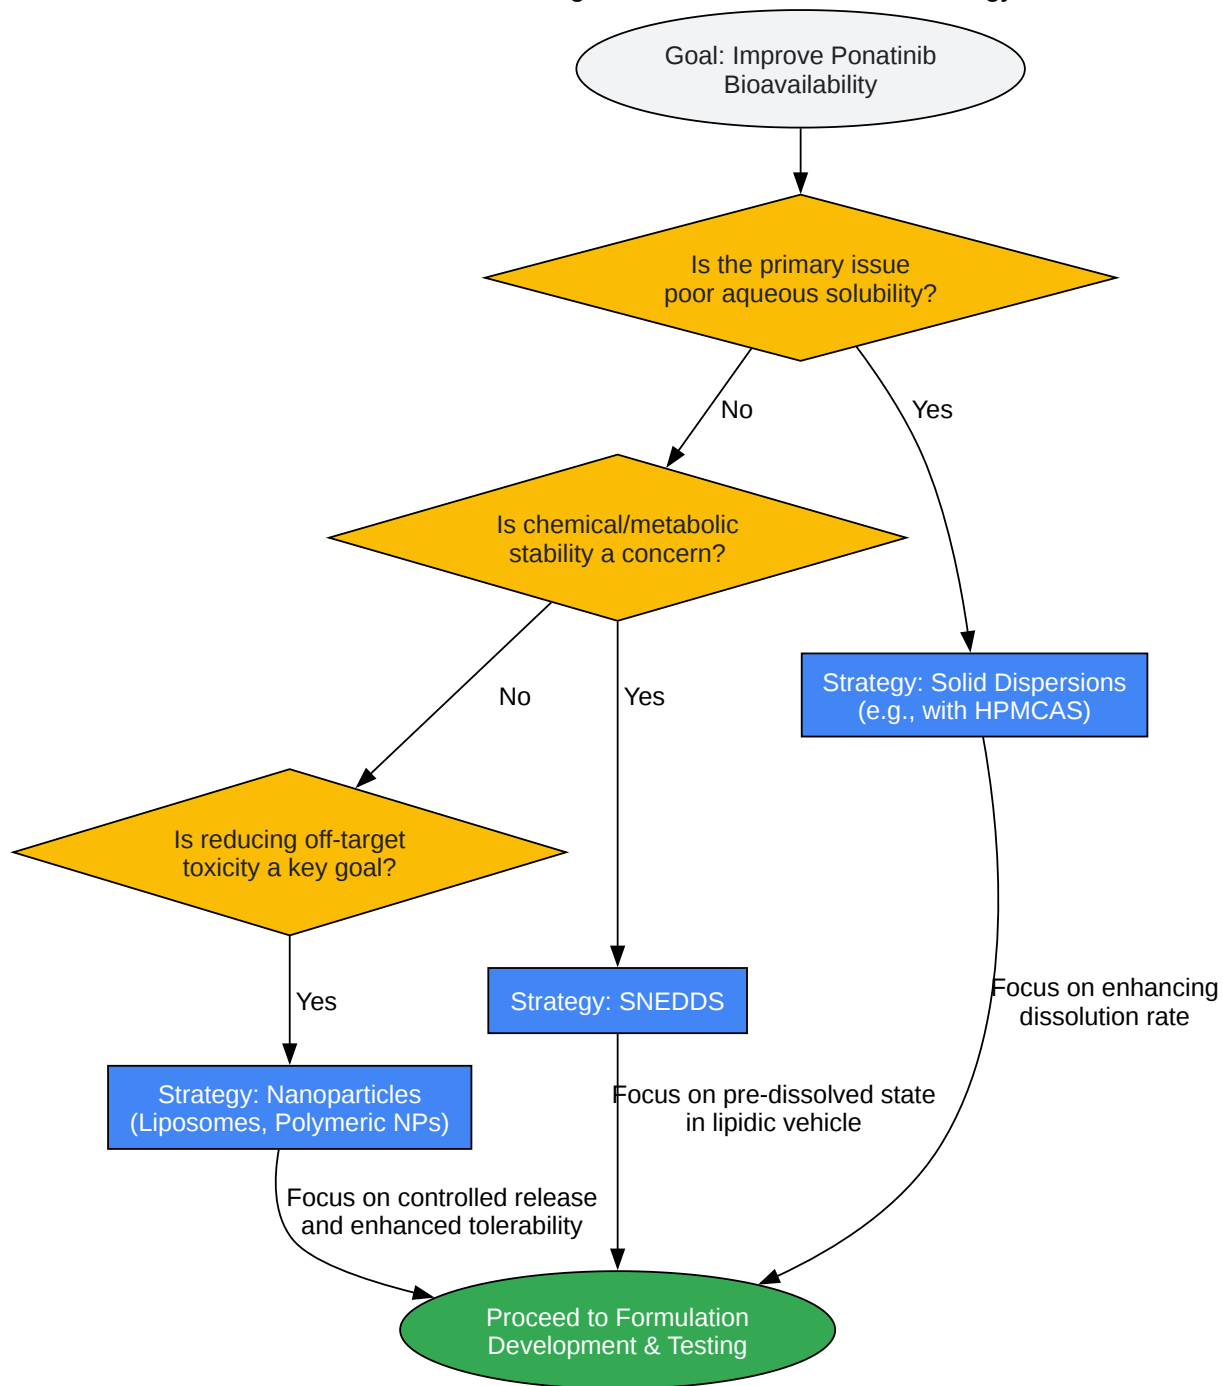 Goal: Improve Ponatinib
Bioavailability
Is the primary issue
poor aqueous solubility?
No
Yes
Is chemical/metabolic
stability a concern?
No
Yes
Strategy: Solid Dispersions
(e.g., with HPMCAS)
Is reducing off-target
toxicity a key goal?
Yes
Strategy: SNEDDS
Focus on enhancing
dissolution rate
Strategy: Nanoparticles
(Liposomes, Polymeric NPs)
Focus on pre-dissolved state
in lipidic vehicle
Focus on controlled release
and enhanced tolerability
Proceed to Formulation
Development & Testing